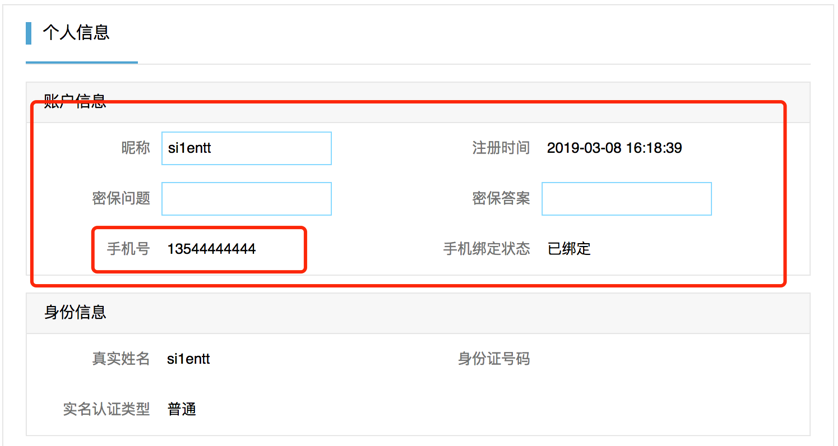 个人信息
账户信息
昵称 si1entt 注册时间 2019-03-08 16:18:39
密保问题 密保答案
手机号 13544444444 手机绑定状态 已绑定
身份信息
真实姓名 si1entt 身份证号码
实名认证类型 普通